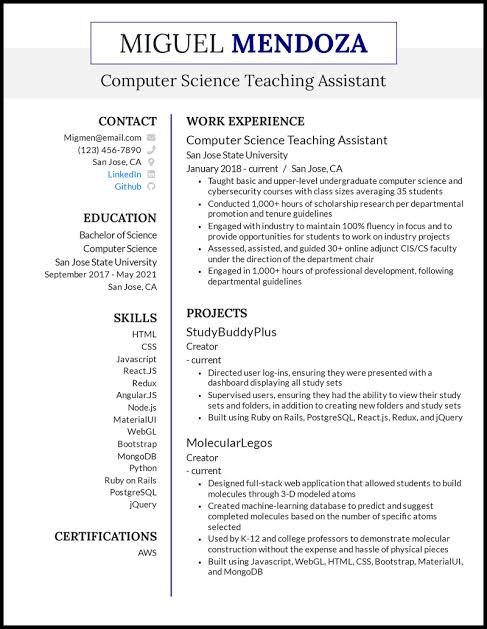 MIGUEL MENDOZA
Computer Science Teaching Assistant
CONTACT
Migmen@email.com
(123) 456-7890
San Jose, CA
LinkedIn
Github
EDUCATION
Bachelor of Science
Computer Science
San Jose State University
September 2017 - May 2021
San Jose, CA
SKILLS
HTML
CSS
Javascript
React.JS
Redux
Angular.JS
Node.js
MaterialUI
WebGL
Bootstrap
MongoDB
Python
Ruby on Rails
PostgreSQL
jQuery
CERTIFICATIONS
AWS
WORK EXPERIENCE
Computer Science Teaching Assistant
San Jose State University
January 2018 - current / San Jose, CA
• Taught basic and upper-level undergraduate computer science and
cybersecurity courses with class sizes averaging 35 students
• Conducted 1,000+ hours of scholarship research per departmental
promotion and tenure guidelines
• Engaged with industry to maintain 100% fluency in focus and to
provide opportunities for students to work on industry projects
• Assessed, assisted, and guided 30+ online adjunct CIS/CS faculty
under the direction of the department chair
• Engaged in 1,000+ hours of professional development, following
departmental guidelines
PROJECTS
StudyBuddyPlus
Creator
- current
• Directed user log-ins, ensuring they were presented with a
dashboard displaying all study sets
• Supervised users, ensuring they had the ability to view their study
sets and folders, in addition to creating new folders and study sets
• Built using Ruby on Rails, PostgreSQL, React.js, Redux, and jQuery
MolecularLegos
Creator
- current
• Designed full-stack web application that allowed students to build
molecules through 3-D modeled atoms
• Created machine-learning database to predict and suggest
completed molecules based on the number of specific atoms
selected
• Used by K-12 and college professors to demonstrate molecular
construction without the expense and hassle of physical pieces
• Built using Javascript, WebGL, HTML, CSS, Bootstrap, MaterialUI,
and MongoDB